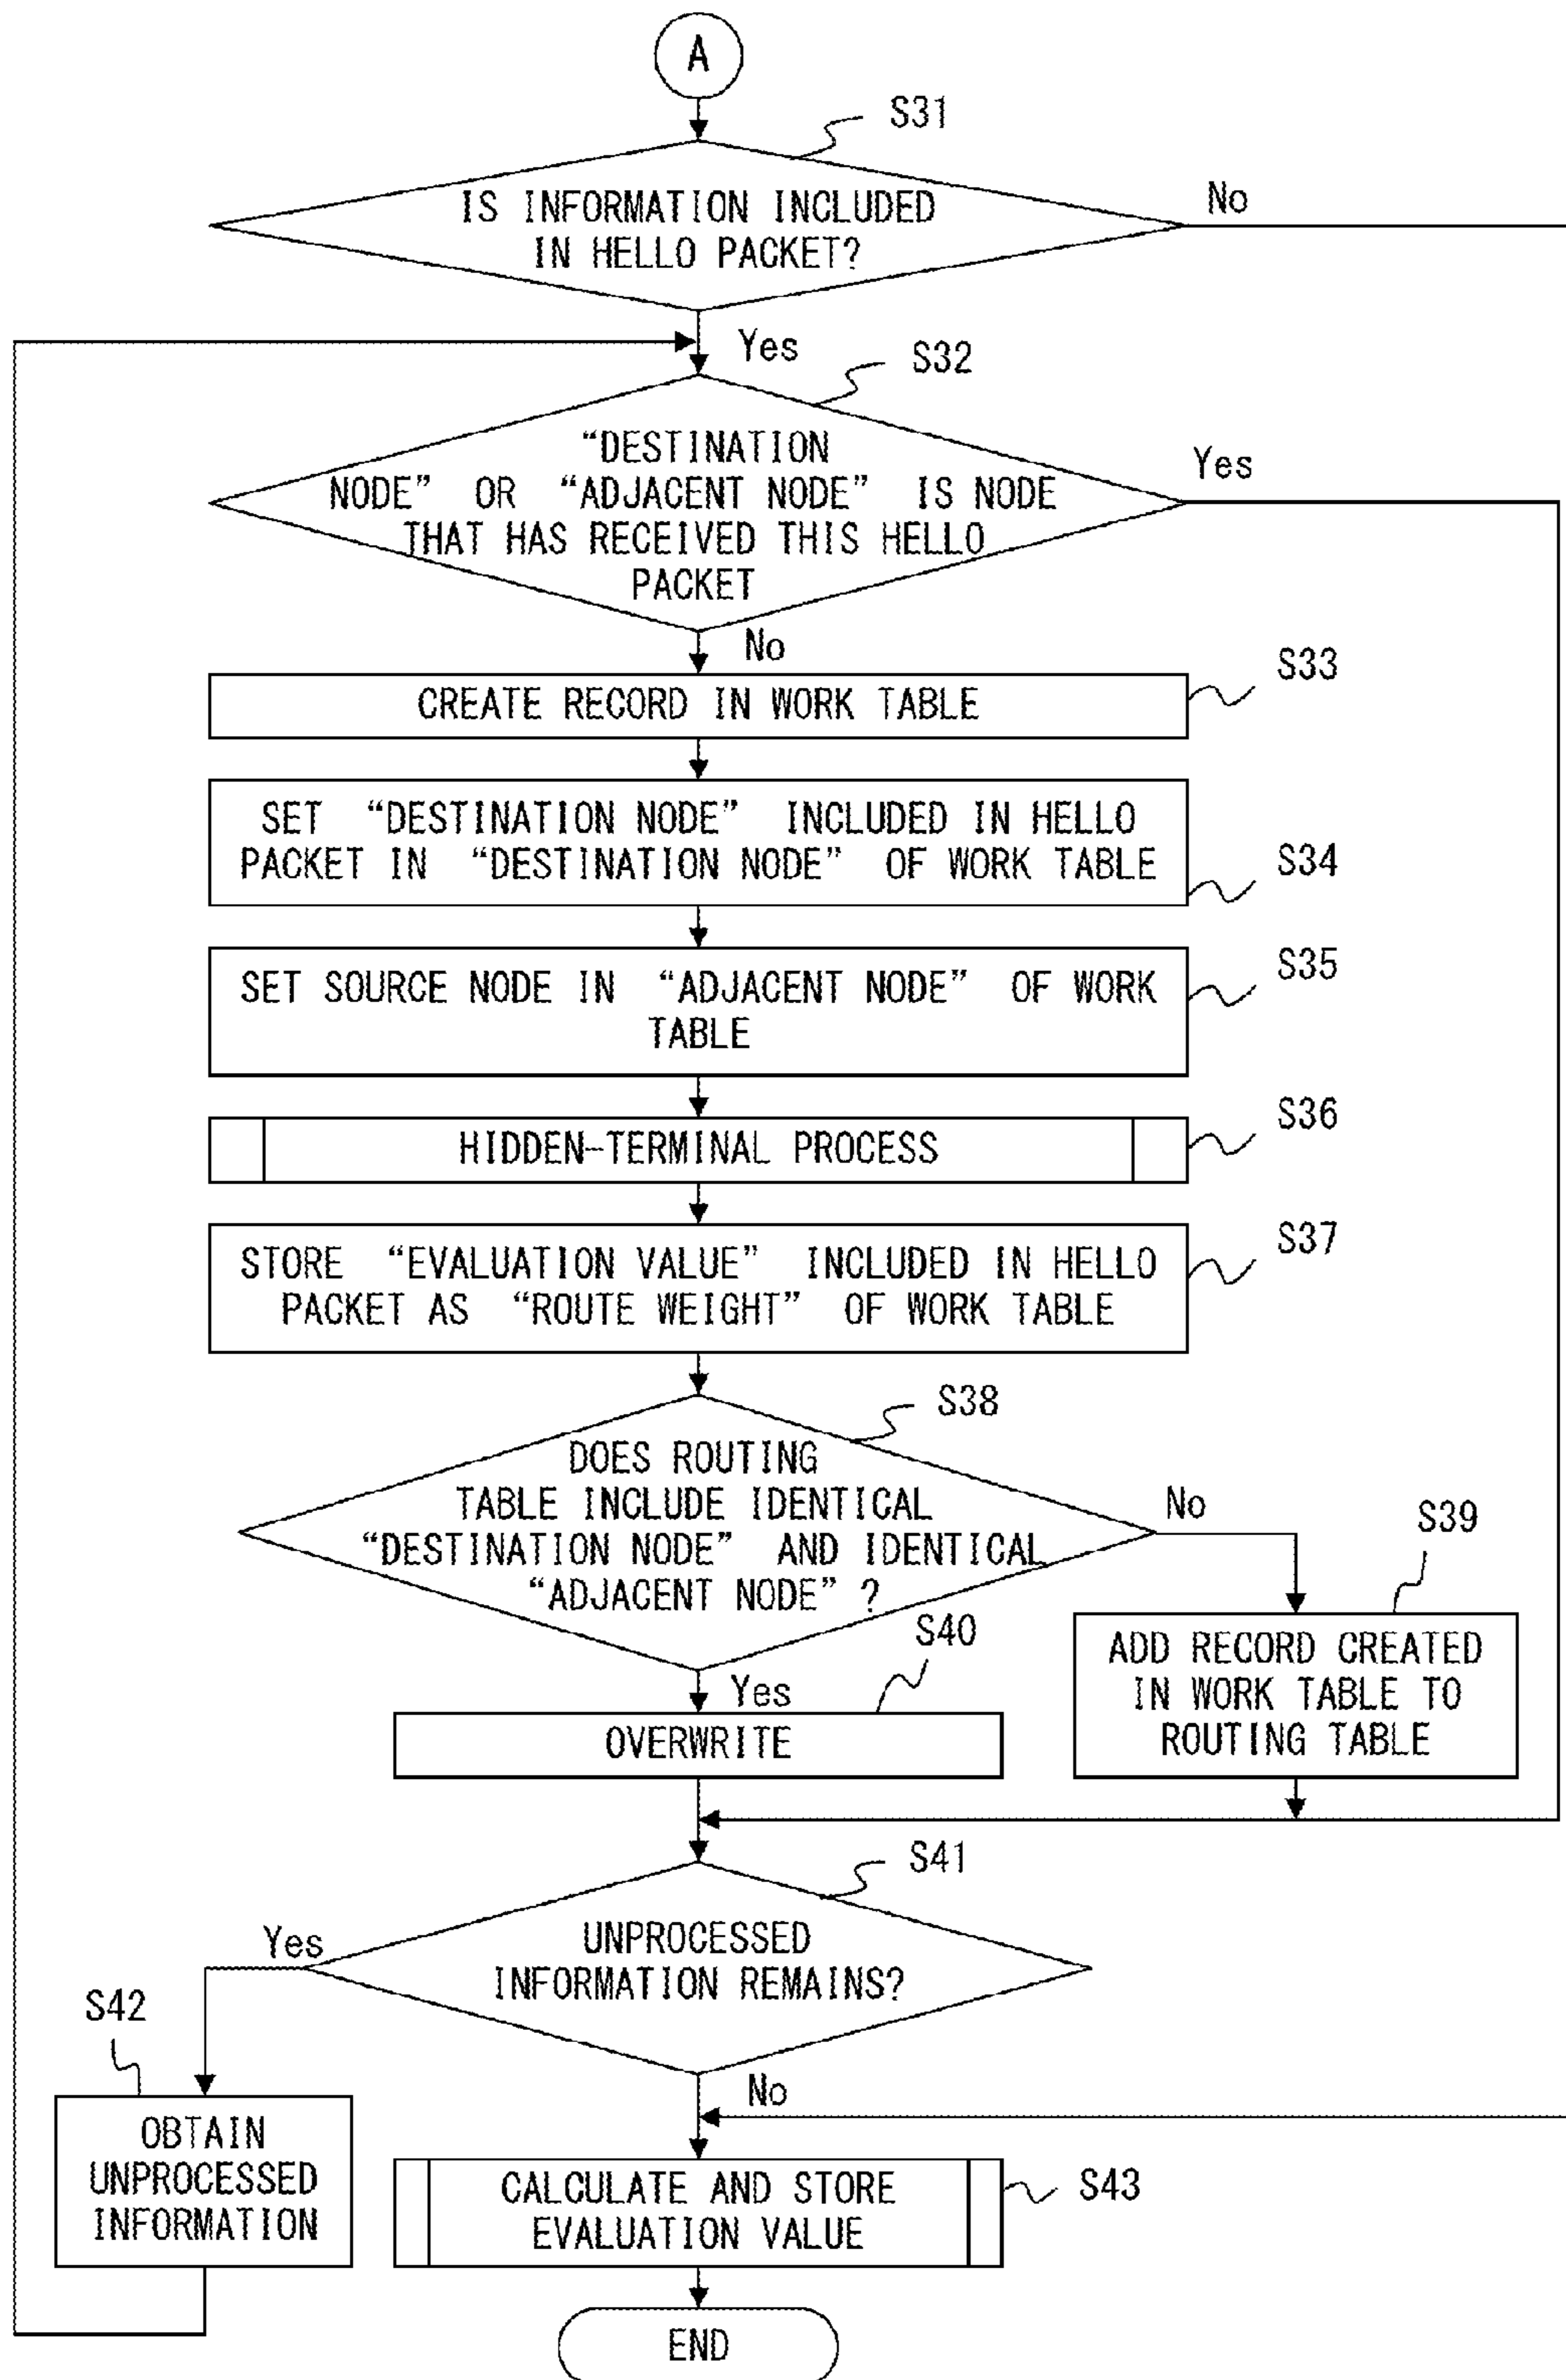 A
S31
IS INFORMATION INCLUDED
IN HELLO PACKET?
No
Yes
S32
“DESTINATION
NODE” OR “ADJACENT NODE” IS NODE
THAT HAS RECEIVED THIS HELLO
PACKET
Yes
No
S33
CREATE RECORD IN WORK TABLE
SET “DESTINATION NODE” INCLUDED IN HELLO
PACKET IN “DESTINATION NODE” OF WORK TABLE
S34
SET SOURCE NODE IN “ADJACENT NODE” OF WORK
TABLE
S35
HIDDEN-TERMINAL PROCESS
S36
STORE “EVALUATION VALUE” INCLUDED IN HELLO
PACKET AS “ROUTE WEIGHT” OF WORK TABLE
S37
S38
DOES ROUTING
TABLE INCLUDE IDENTICAL
“DESTINATION NODE” AND IDENTICAL
“ADJACENT NODE” ?
No
S39
ADD RECORD CREATED
IN WORK TABLE TO
ROUTING TABLE
Yes
S40
OVERWRITE
S41
UNPROCESSED
INFORMATION REMAINS?
Yes
S42
OBTAIN
UNPROCESSED
INFORMATION
No
CALCULATE AND STORE
EVALUATION VALUE
S43
END